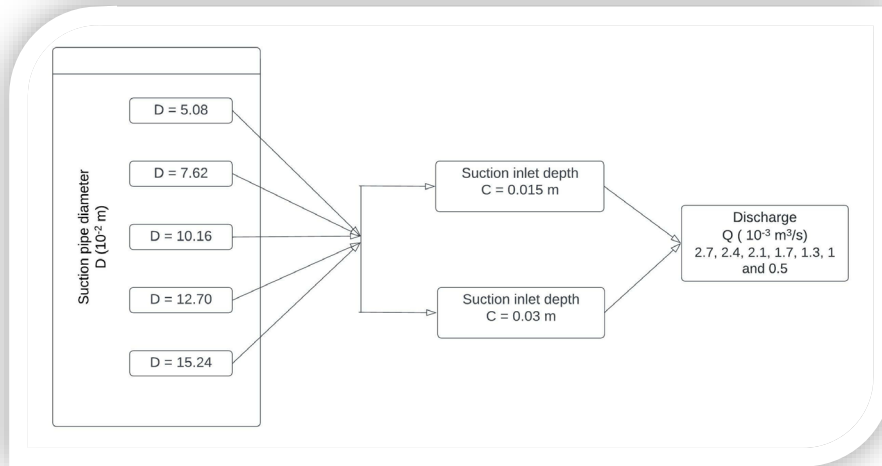 Suction pipe diameter
D (10⁻² m)
D = 5.08
D = 7.62
D = 10.16
D = 12.70
D = 15.24
Suction inlet depth
C = 0.015 m
Suction inlet depth
C = 0.03 m
Discharge
Q ( 10⁻³ m³/s)
2.7, 2.4, 2.1, 1.7, 1.3, 1
and 0.5